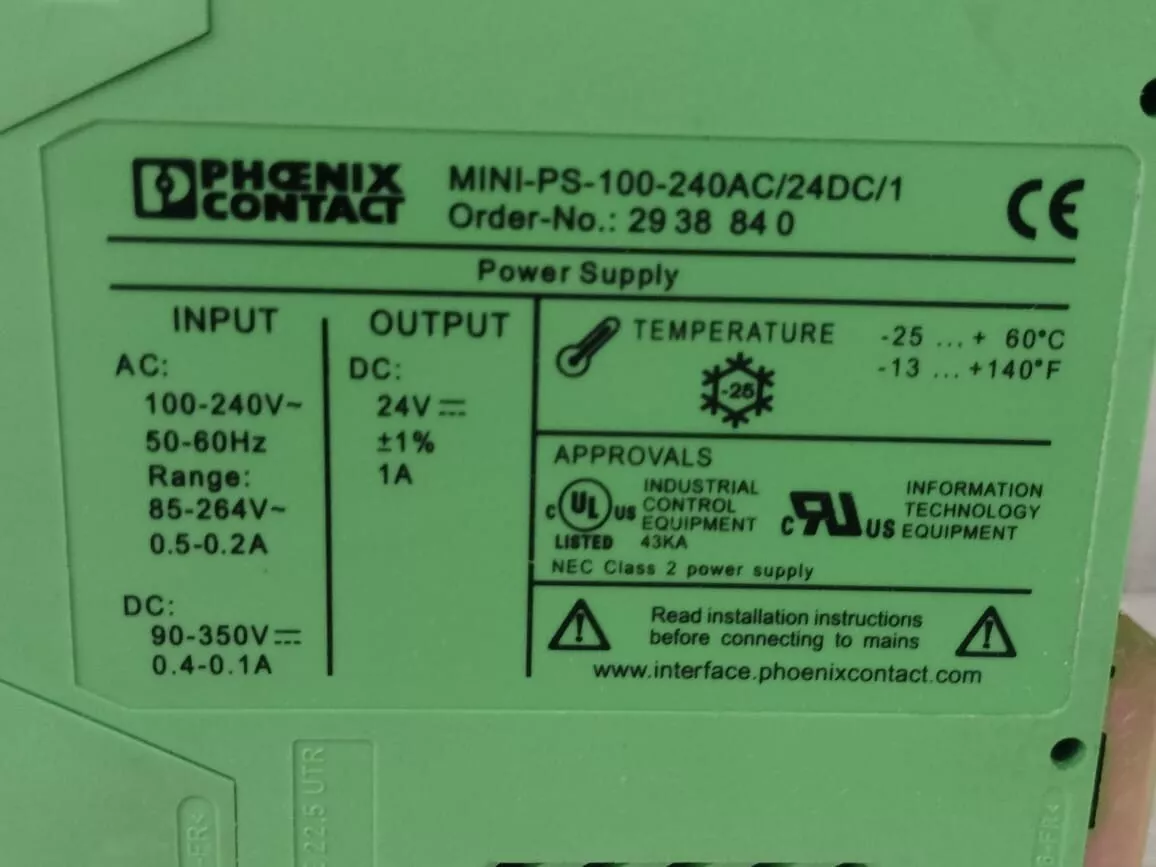 PHŒNIX
CONTACT
MINI-PS-100-240AC/24DC/1
Order-No.: 29 38 84 0
CE
Power Supply
INPUT
AC:
100-240V~
50-60Hz
Range:
85-264V~
0.5-0.2A
DC:
90-350V⎓
0.4-0.1A
OUTPUT
DC:
24V⎓
±1%
1A
TEMPERATURE
-25 ...+ 60°C
-13 ...+140°F
-25
APPROVALS
c UL us
LISTED
INDUSTRIAL
CONTROL
EQUIPMENT
43KA
c RU us
INFORMATION
TECHNOLOGY
EQUIPMENT
NEC Class 2 power supply
Read installation instructions
before connecting to mains
www.interface.phoenixcontact.com
22,5 UTR
-FR<
-FR<